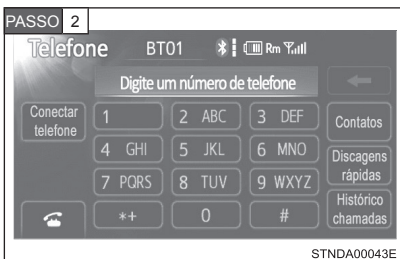 PASSO 2
Telefone BT01 Rm
Digite um número de telefone
Conectar telefone
1
2 ABC
3 DEF
Contatos
4 GHI
5 JKL
6 MNO
Discagens rápidas
7 PQRS
8 TUV
9 WXYZ
Histórico chamadas
*+
0
#
STNDA00043E